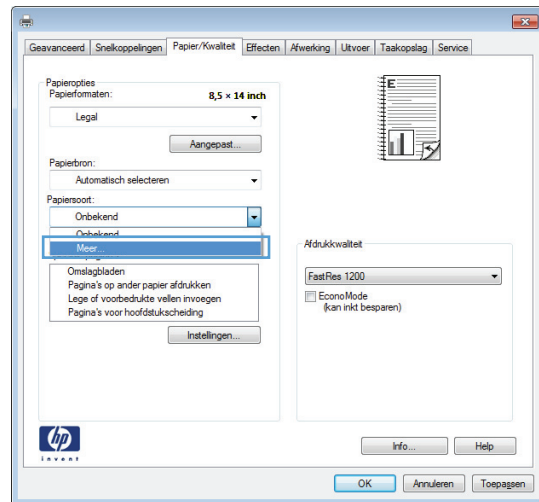 Geavanceerd Snelkoppelingen Papier/Kwaliteit Effecten Afwerking Uitvoer Taakopslag Service
Papieropties
Papierformaten: 8,5 × 14 inch
Legal
Aangepast...
Papierbron:
Automatisch selecteren
Papiersoort:
Onbekend
Onbekend
Meer...
Omslagbladen
Pagina's op ander papier afdrukken
Lege of voorbedrukte vellen invoegen
Pagina's voor hoofdstukscheiding
Instellingen...
E
Afdrukkwaliteit
FastRes 1200
EconoMode
(kan inkt besparen)
hp
invent
Info... Help
OK Annuleren Toepassen